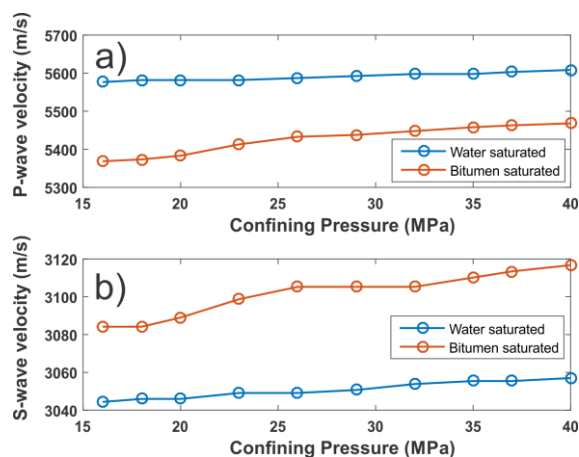 P-wave velocity (m/s)
5700
5600
5500
5400
5300
a)
Water saturated
Bitumen saturated
15 20 25 30 35 40
Confining Pressure (MPa)
S-wave velocity (m/s)
3120
3100
3080
3060
3040
b)
Water saturated
Bitumen saturated
15 20 25 30 35 40
Confining Pressure (MPa)